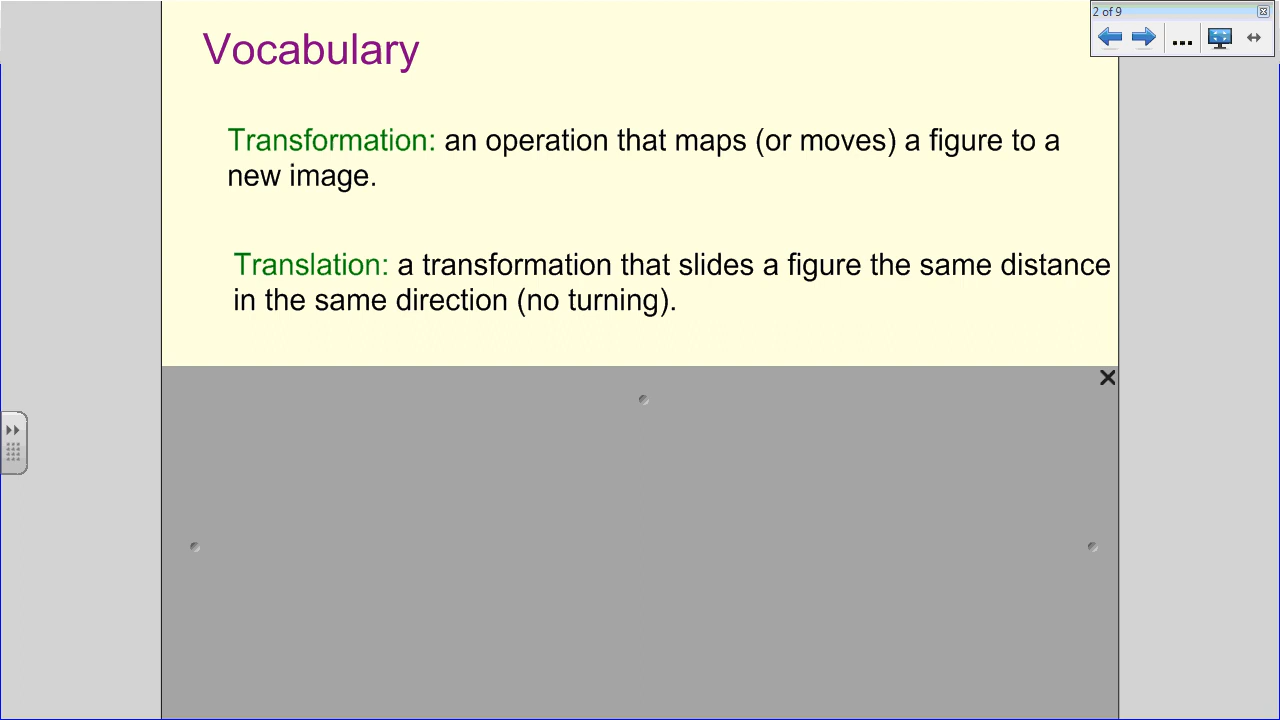 2 of 9
Vocabulary
Transformation: an operation that maps (or moves) a figure to a
new image.
Translation: a transformation that slides a figure the same distance
in the same direction (no turning).